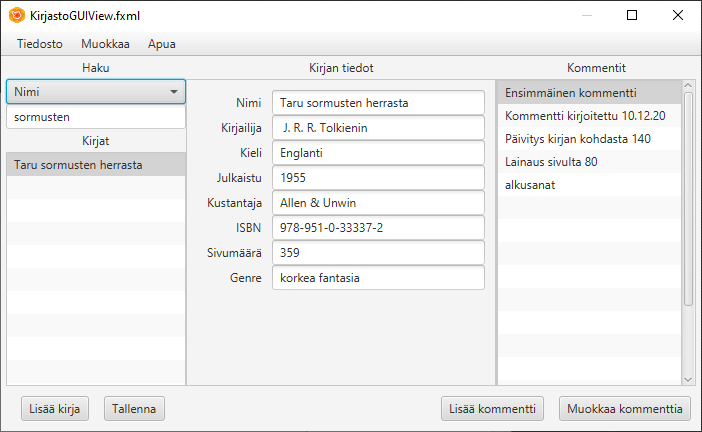 KirjastoGUIView.fxml
Tiedosto Muokkaa Apua
Haku
Nimi
sormusten
Kirjat
Taru sormusten herrasta
Kirjan tiedot
Nimi Taru sormusten herrasta
Kirjailija J. R. R. Tolkienin
Kieli Englanti
Julkaistu 1955
Kustantaja Allen & Unwin
ISBN 978-951-0-33337-2
Sivumäärä 359
Genre korkea fantasia
Kommentit
Ensimmäinen kommentti
Kommentti kirjoitettu 10.12.20
Päivitys kirjan kohdasta 140
Lainaus sivulta 80
alkusanat
Lisää kirja Tallenna Lisää kommentti Muokkaa kommenttia